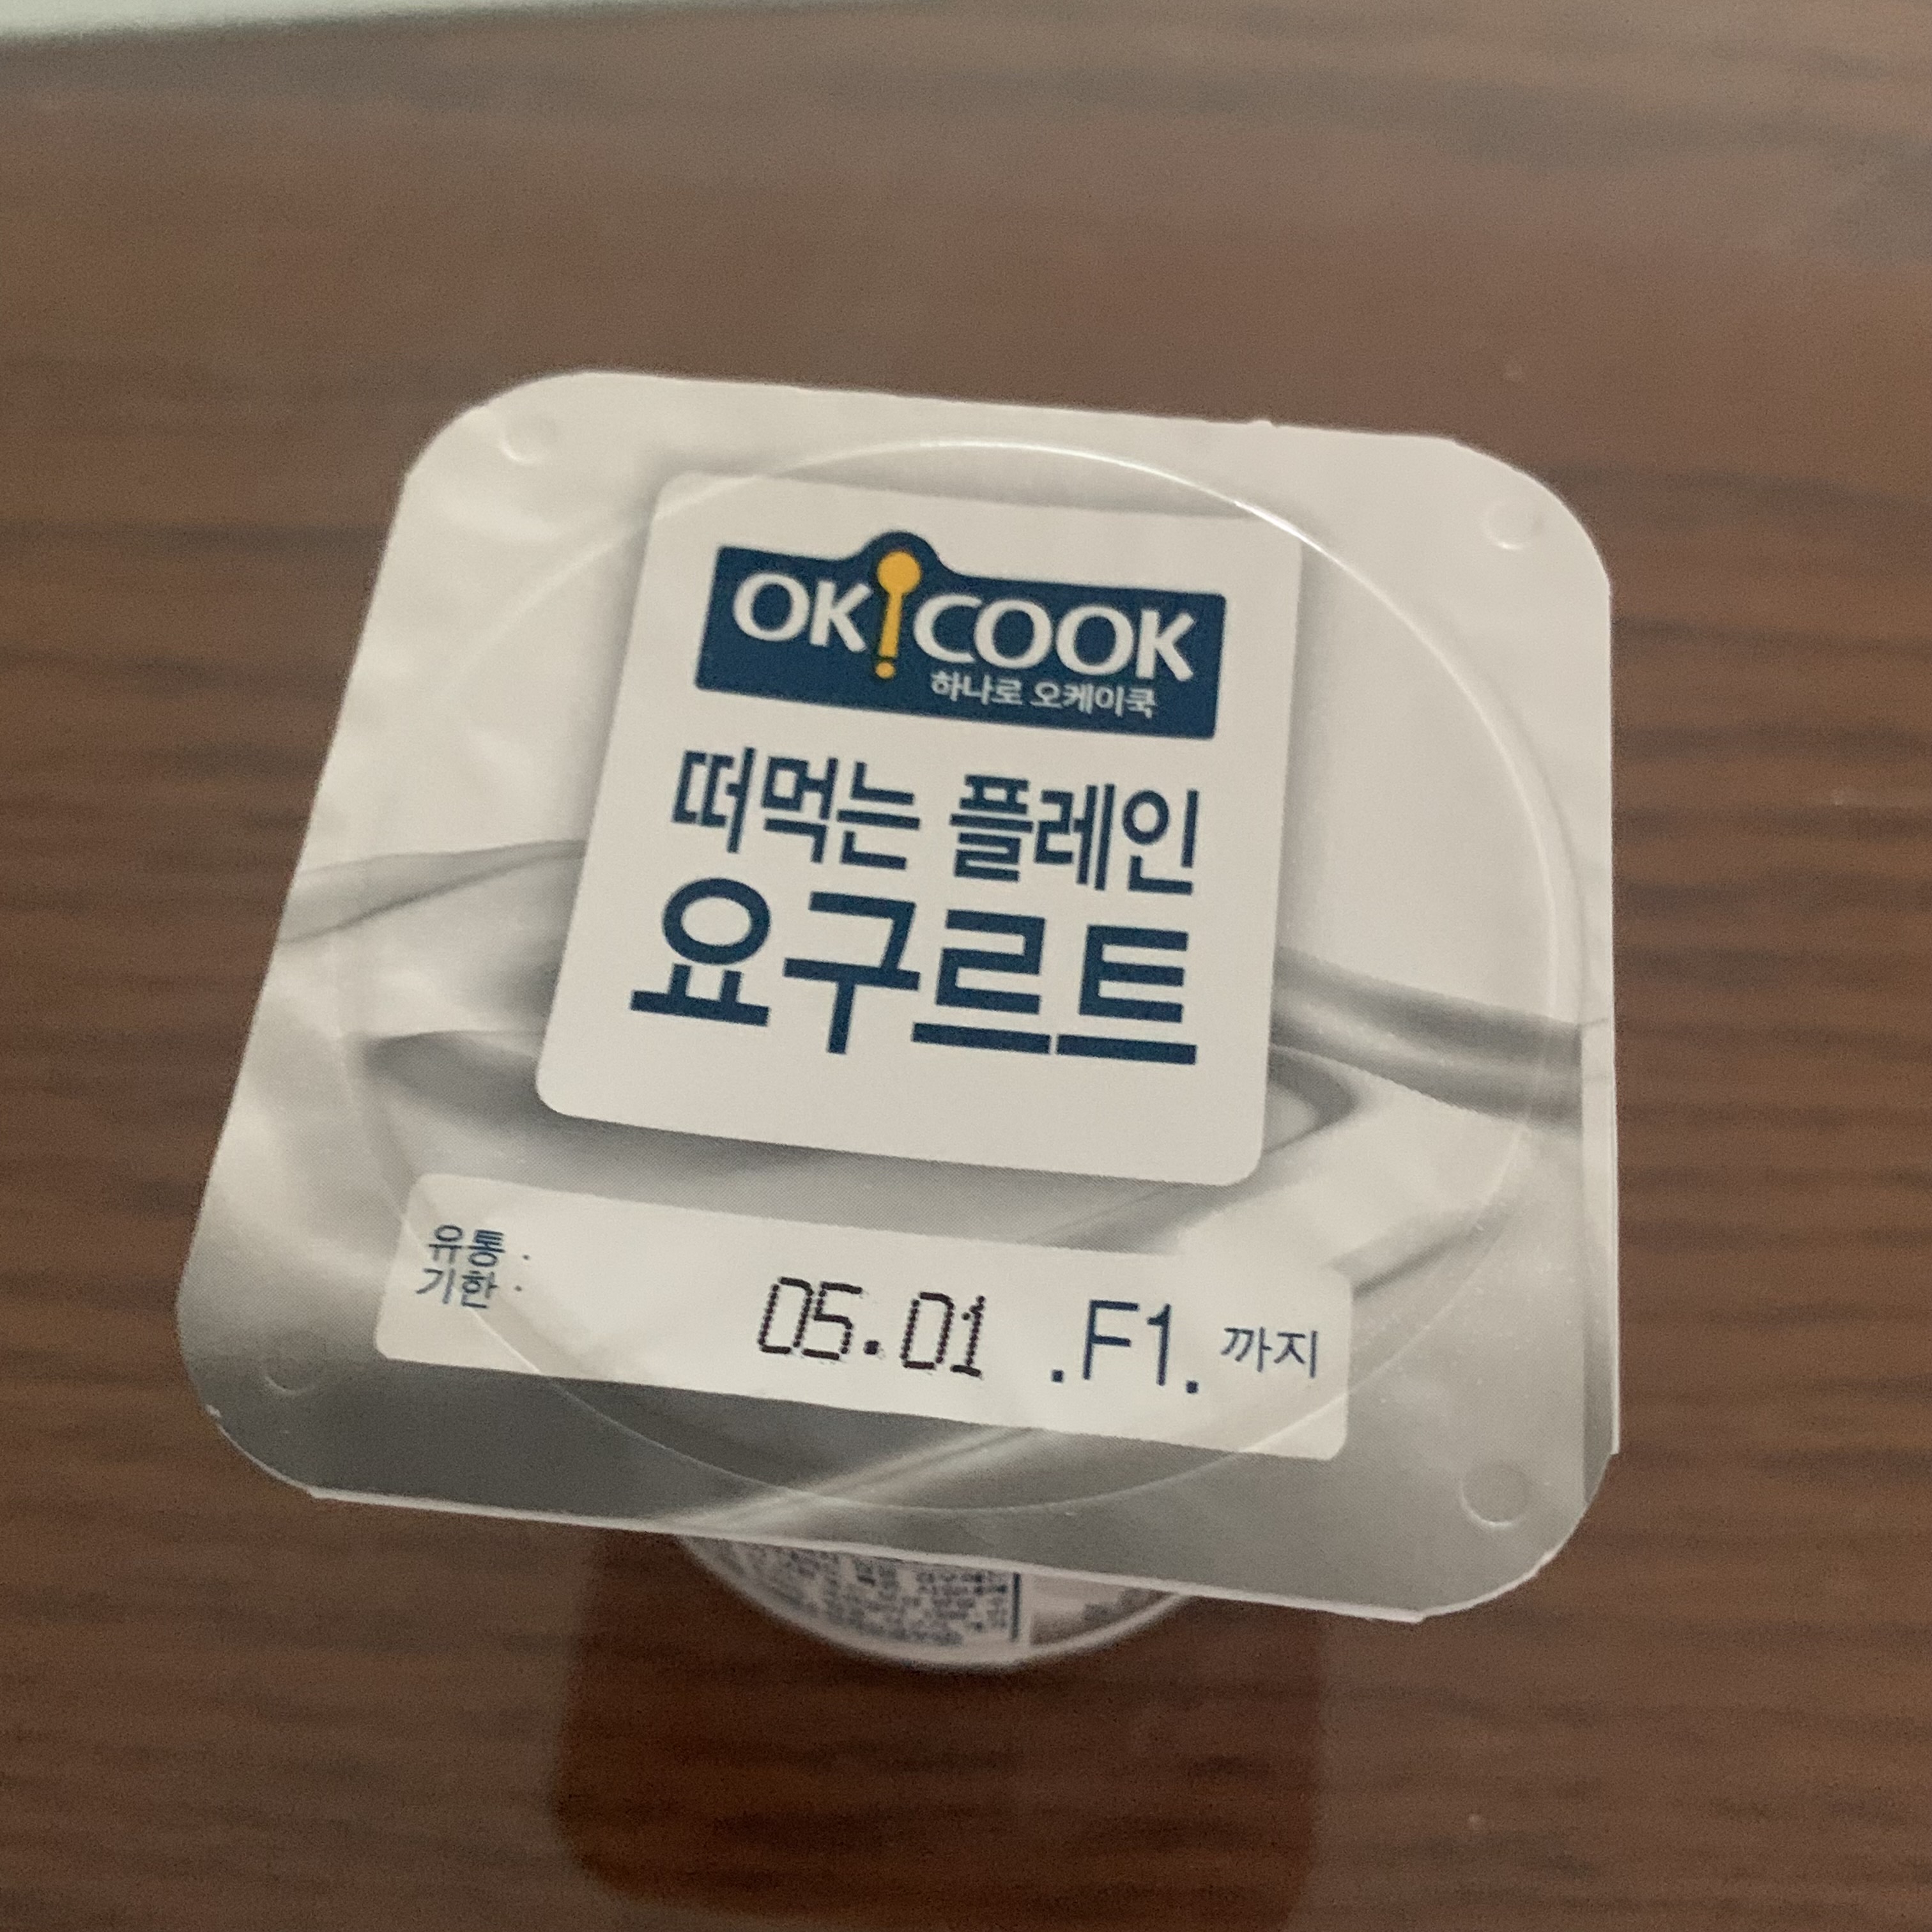 OK!COOK
하나로 오케이쿡
떠먹는 플레인
요구르트
유통 ·
기한 ·
05.01 .F1. 까지